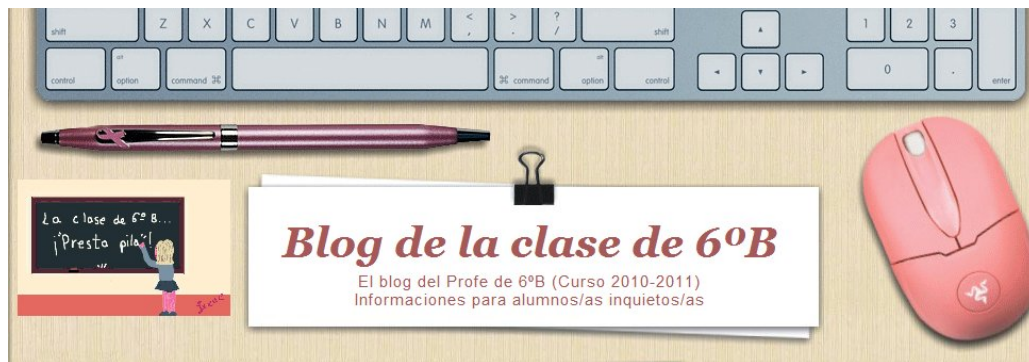 shift
Z
X
C
V
B
N
M
<
,
>
.
?
/
shift
1
2
3
control
alt
option
command ⌘
⌘ command
alt
option
control
0
.
enter
La clase de 6º B...
¡Presta pila!
Blog de la clase de 6ºB
El blog del Profe de 6ºB (Curso 2010-2011)
Informaciones para alumnos/as inquietos/as